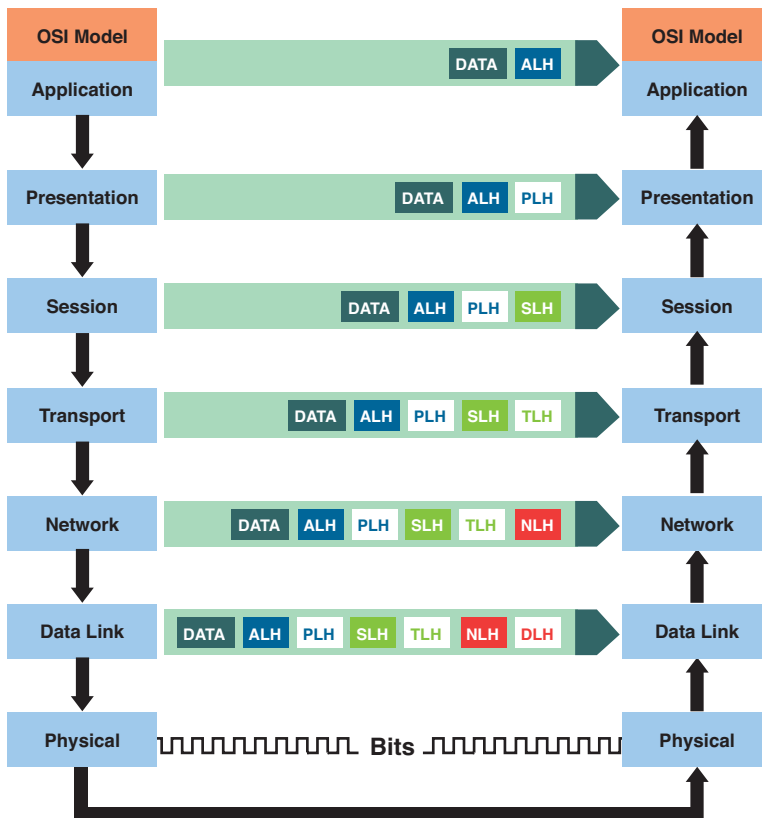 OSI Model
OSI Model
Application
DATA ALH
Application
Presentation
DATA ALH PLH
Presentation
Session
DATA ALH PLH SLH
Session
Transport
DATA ALH PLH SLH TLH
Transport
Network
DATA ALH PLH SLH TLH NLH
Network
Data Link
DATA ALH PLH SLH TLH NLH DLH
Data Link
Physical
Bits
Physical